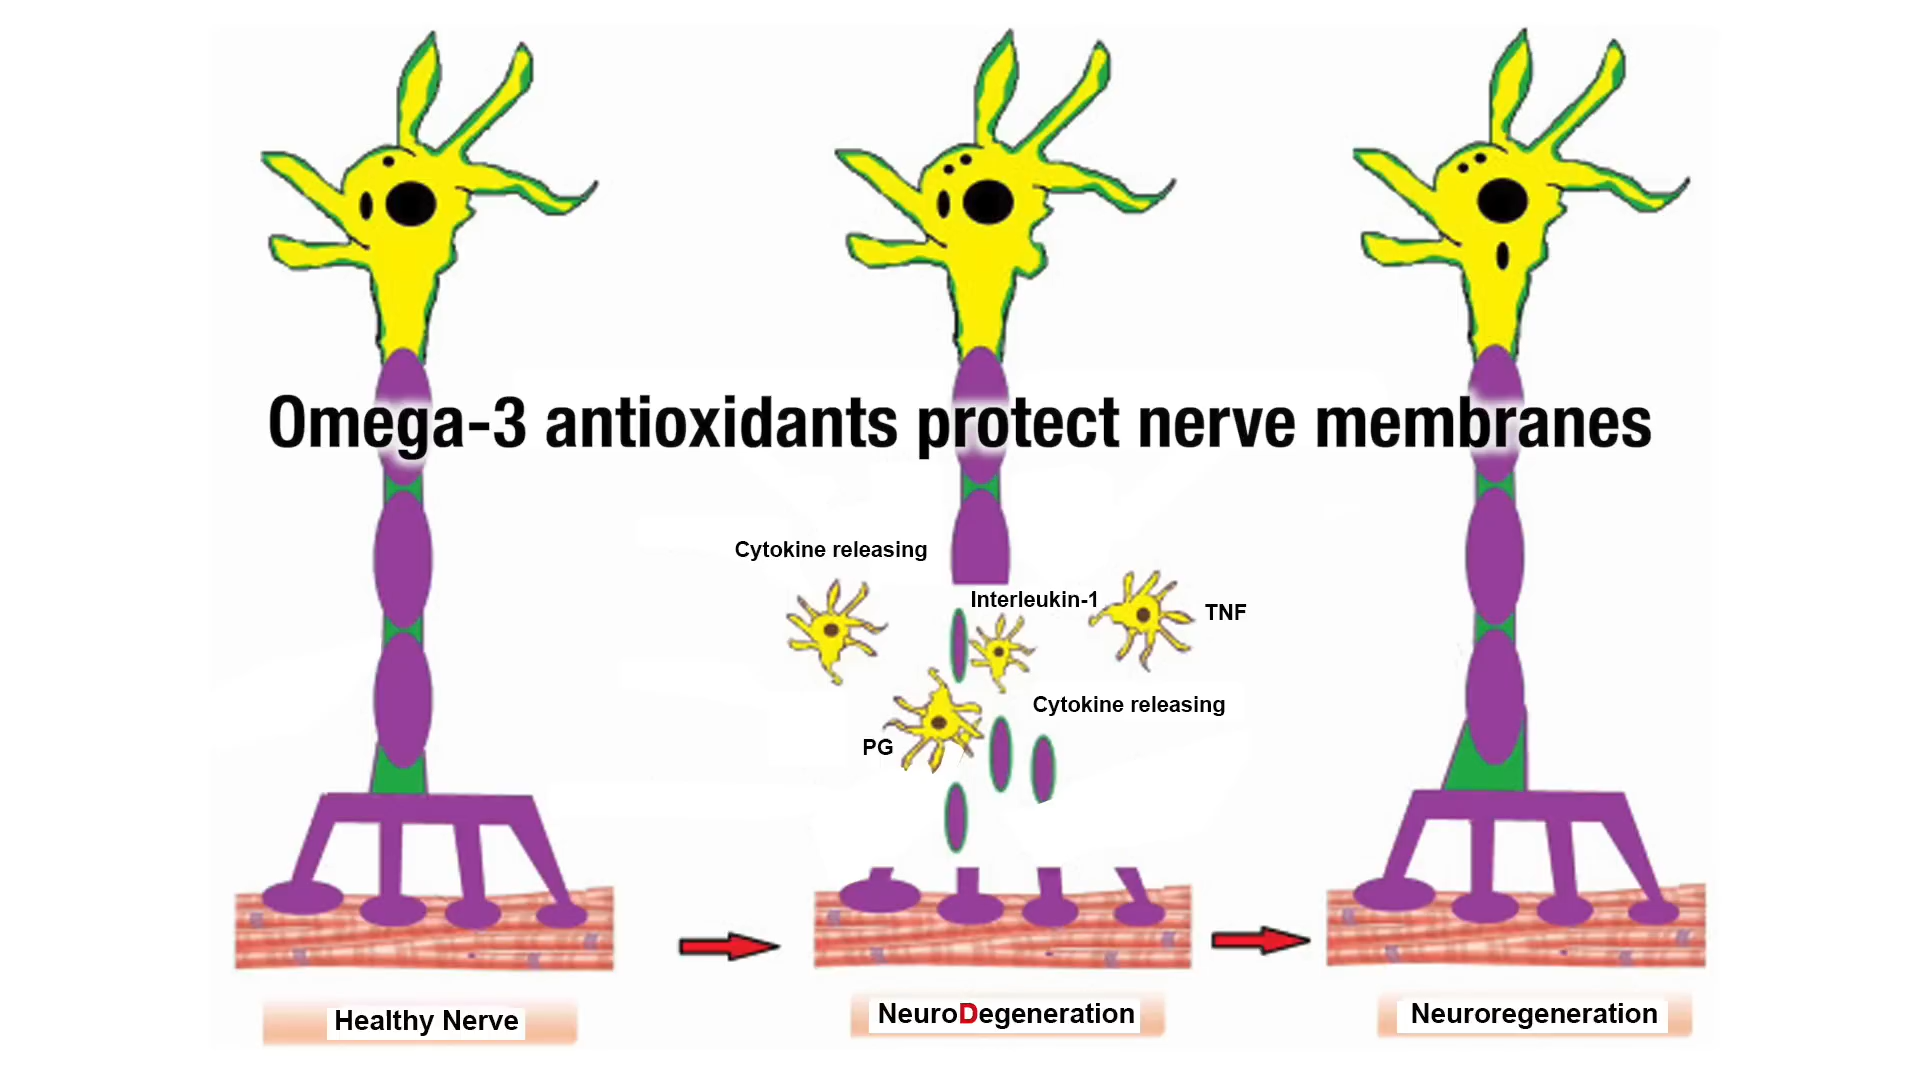 Omega-3 antioxidants protect nerve membranes
Cytokine releasing
Interleukin-1
TNF
Cytokine releasing
PG
Healthy Nerve
NeuroDegeneration
Neuroregeneration